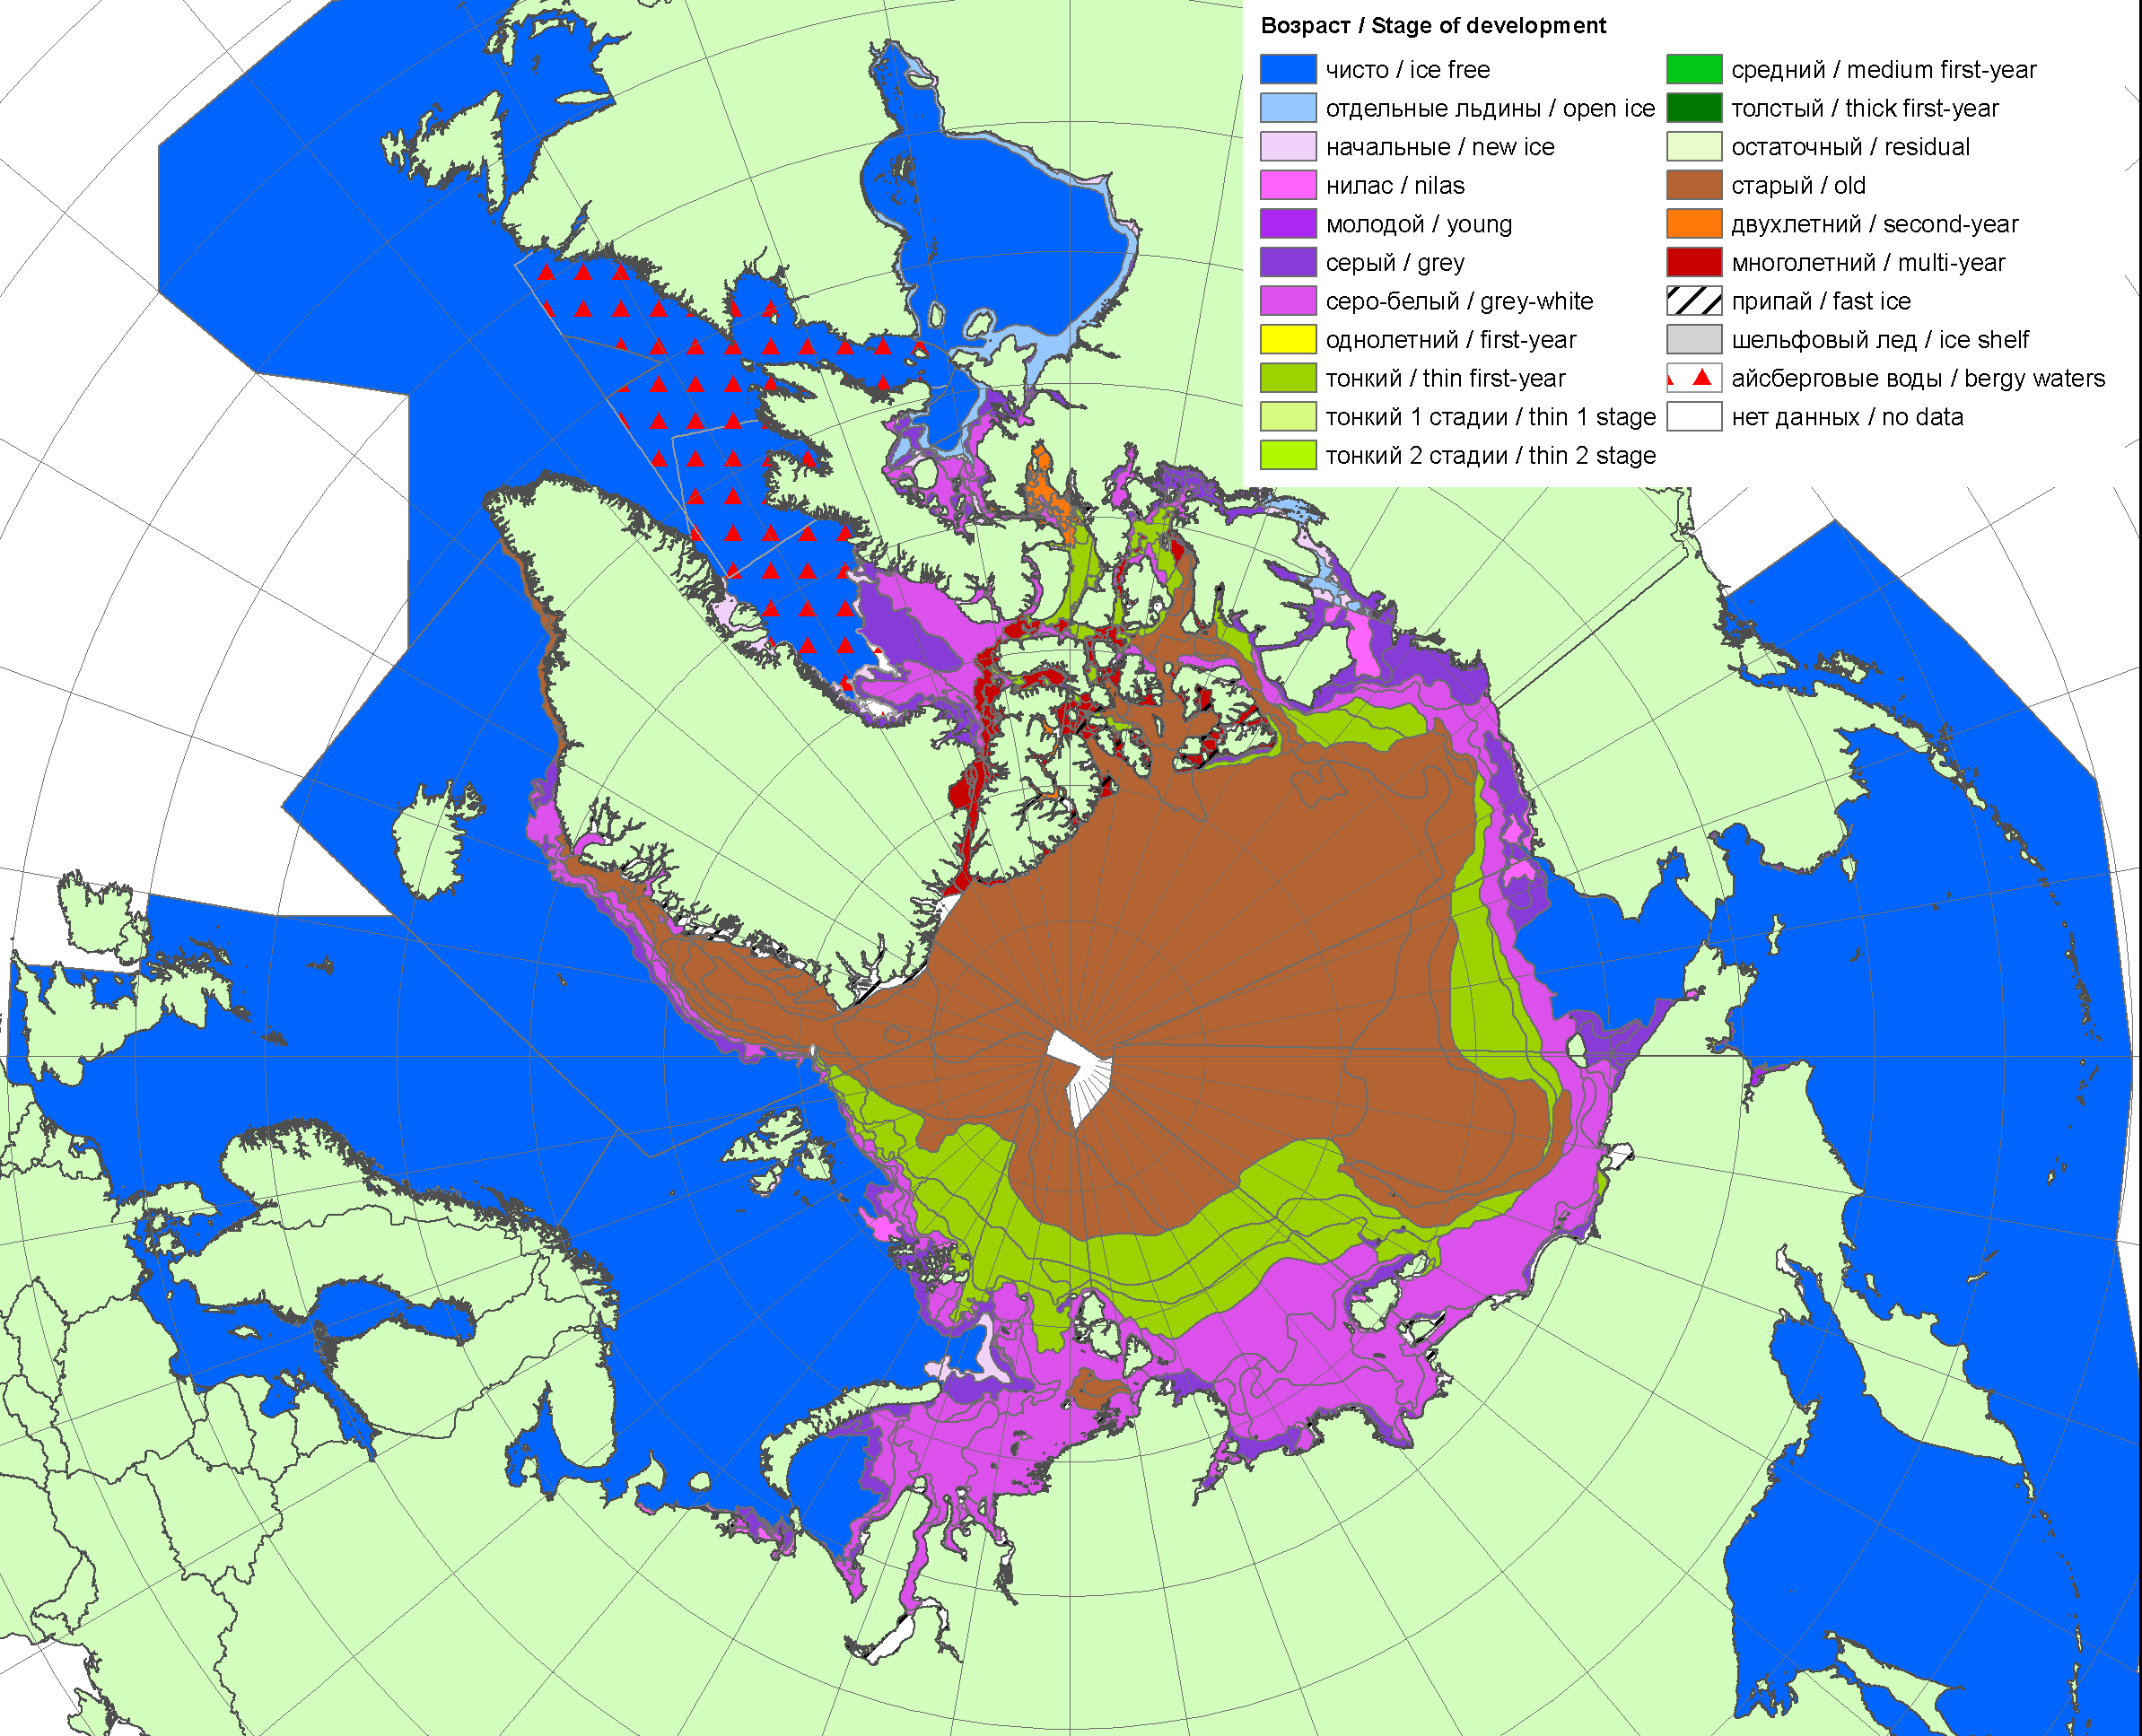 Возраст / Stage of development
чисто / ice free
отдельные льдины / open ice
начальные / new ice
нилас / nilas
молодой / young
серый / grey
серо-белый / grey-white
однолетний / first-year
тонкий / thin first-year
тонкий 1 стадии / thin 1 stage
тонкий 2 стадии / thin 2 stage
средний / medium first-year
толстый / thick first-year
остаточный / residual
старый / old
двухлетний / second-year
многолетний / multi-year
припай / fast ice
шельфовый лед / ice shelf
айсберговые воды / bergy waters
нет данных / no data